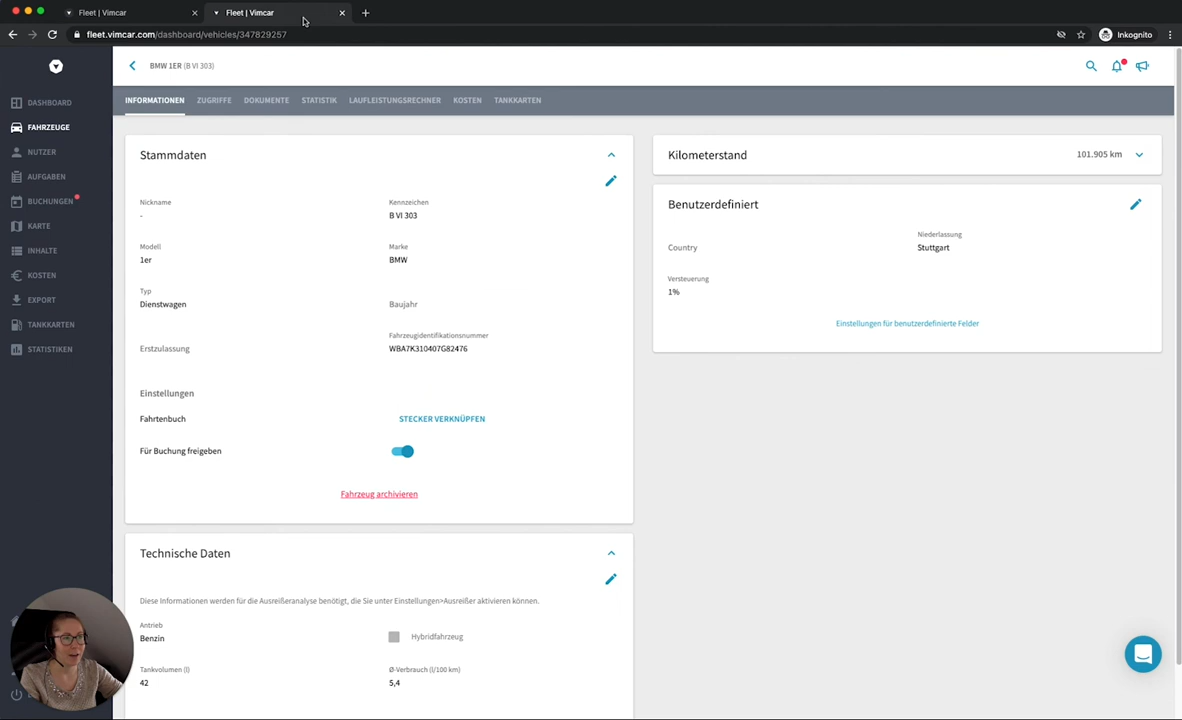 Fleet | Vimcar
Fleet | Vimcar
fleet.vimcar.com/dashboard/vehicles/347829257
Inkognito
BMW 1ER (B VI 303)
DASHBOARD
FAHRZEUGE
NUTZER
AUFGABEN
BUCHUNGEN
KARTE
INHALTE
KOSTEN
EXPORT
TANKKARTEN
STATISTIKEN
INFORMATIONEN ZUGRIFFE DOKUMENTE STATISTIK LAUFLEISTUNGSRECHNER KOSTEN TANKKARTEN
Stammdaten
Nickname
-
Kennzeichen
B VI 303
Modell
1er
Marke
BMW
Typ
Dienstwagen
Baujahr
Erstzulassung
Fahrzeugidentifikationsnummer
WBA7K310407G82476
Einstellungen
Fahrtenbuch
STECKER VERKNÜPFEN
Für Buchung freigeben
Fahrzeug archivieren
Technische Daten
Diese Informationen werden für die Ausreißeranalyse benötigt, die Sie unter Einstellungen>Ausreißer aktivieren können.
Antrieb
Benzin
Hybridfahrzeug
Tankvolumen (l)
42
Ø-Verbrauch (l/100 km)
5,4
Kilometerstand
101.905 km
Benutzerdefiniert
Country
Niederlassung
Stuttgart
Versteuerung
1%
Einstellungen für benutzerdefinierte Felder